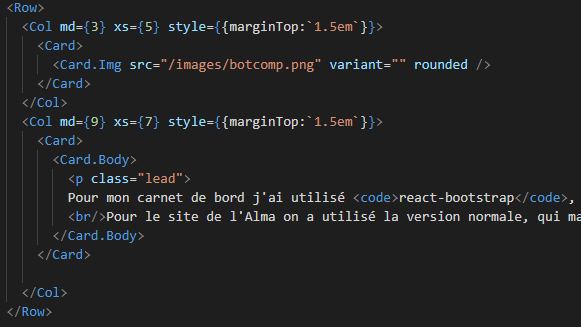 <Row>
<Col md={3} xs={5} style={{marginTop:`1.5em`}}>
<Card>
<Card.Img src="/images/botcomp.png" variant="" rounded />
</Card>
</Col>
<Col md={9} xs={7} style={{marginTop:`1.5em`}}>
<Card>
<Card.Body>
<p class="lead">
Pour mon carnet de bord j'ai utilisé <code>react-bootstrap</code>,
<br/>Pour le site de l'Alma on a utilisé la version normale, qui ma
</Card.Body>
</Card>
</Col>
</Row>